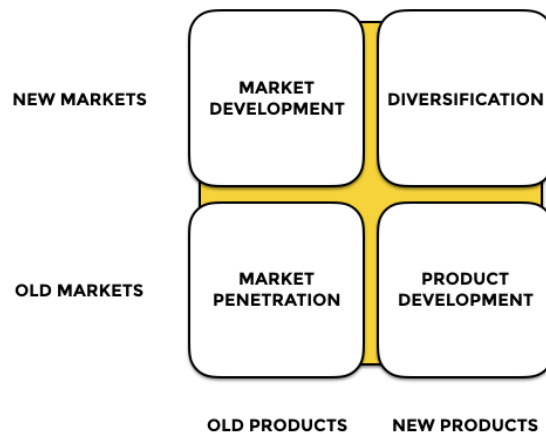 NEW MARKETS
MARKET
DEVELOPMENT
DIVERSIFICATION
OLD MARKETS
MARKET
PENETRATION
PRODUCT
DEVELOPMENT
OLD PRODUCTS
NEW PRODUCTS